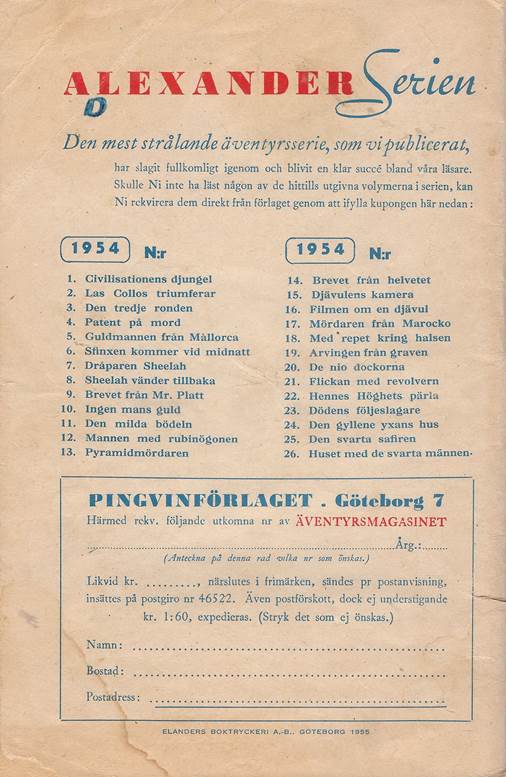 ALEXANDER Serien
D
Den mest strålande äventyrsserie, som vi publicerat,
har slagit fullkomligt igenom och blivit en klar succé bland våra läsare.
Skulle Ni inte ha läst någon av de hittills utgivna volymerna i serien, kan
Ni rekvirera dem direkt från förlaget genom att ifylla kupongen här nedan:
1954 N:r
1. Civilisationens djungel
2. Las Collos triumferar
3. Den tredje ronden
4. Patent på mord
5. Guldmannen från Mallorca
6. Sfinxen kommer vid midnatt
7. Dråparen Sheelah
8. Sheelah vänder tillbaka
9. Brevet från Mr. Platt
10. Ingen mans guld
11. Den milda bödeln
12. Mannen med rubinögonen
13. Pyramidmördaren
1954 N:r
14. Brevet från helvetet
15. Djävulens kamera
16. Filmen om en djävul
17. Mördaren från Marocko
18. Med repet kring halsen
19. Arvingen från graven
20. De nio dockorna
21. Flickan med revolvern
22. Hennes Höghets pärla
23. Dödens följeslagare
24. Den gyllene yxans hus
25. Den svarta safiren
26. Huset med de svarta männen.
PINGVINFÖRLAGET . Göteborg 7
Härmed rekv. följande utkomna nr av ÄVENTYRSMAGASINET
Årg.:
(Anteckna på denna rad vilka nr som önskas.)
Likvid kr. ........., närslutes i frimärken, sändes pr postanvisning,
insättes på postgiro nr 46522. Även postförskott, dock ej understigande
kr. 1:60, expedieras. (Stryk det som ej önskas.)
Namn:
Bostad:
Postadress:
ELANDERS BOKTRYCKERI A.-B., GÖTEBORG 1955